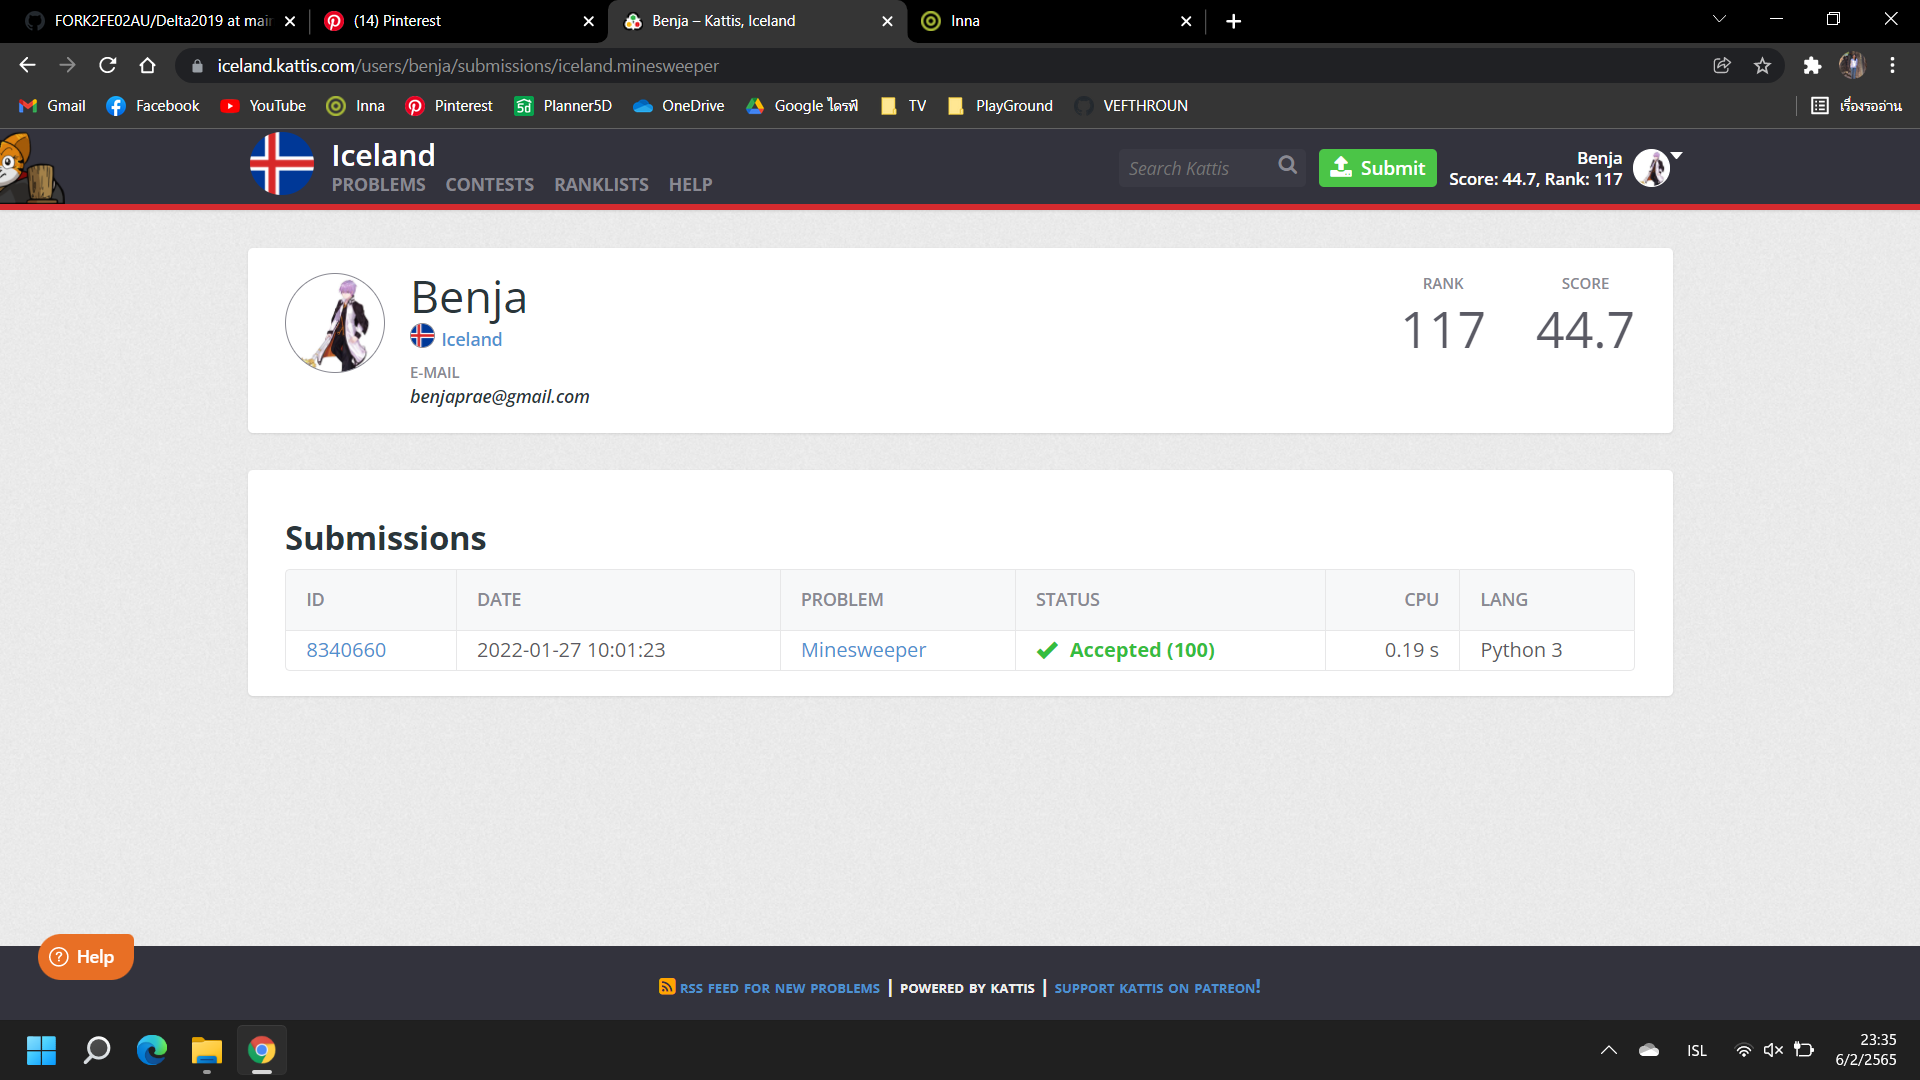 FORK2FE02AU/Delta2019 at main
(14) Pinterest
Benja – Kattis, Iceland
Inna
iceland.kattis.com/users/benja/submissions/iceland.minesweeper
Gmail
Facebook
YouTube
Inna
Pinterest
Planner5D
OneDrive
Google ไดรฟ์
TV
PlayGround
VEFTHROUN
เรื่องรออ่าน
Iceland
PROBLEMS CONTESTS RANKLISTS HELP
Search Kattis
Submit
Benja
Score: 44.7, Rank: 117
Benja
Iceland
E-MAIL
benjaprae@gmail.com
RANK
117
SCORE
44.7
Submissions
ID DATE PROBLEM STATUS CPU LANG
8340660 2022-01-27 10:01:23 Minesweeper Accepted (100) 0.19 s Python 3
Help
RSS FEED FOR NEW PROBLEMS | POWERED BY KATTIS | SUPPORT KATTIS ON PATREON!
ISL
23:35
6/2/2565